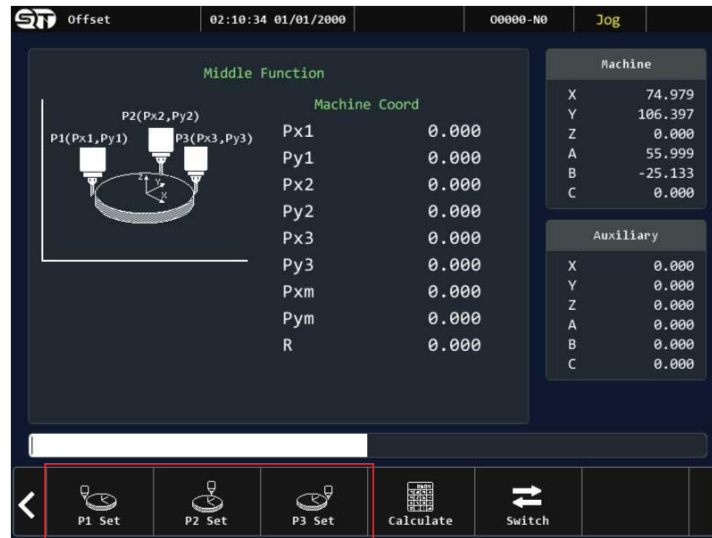 SRT Offset 02:10:34 01/01/2000 O0000-N0 Jog
Middle Function
Machine Coord
P2(Px2,Py2)
P1(Px1,Py1) P3(Px3,Py3)
Z Y X
Px1 0.000
Py1 0.000
Px2 0.000
Py2 0.000
Px3 0.000
Py3 0.000
Pxm 0.000
Pym 0.000
R 0.000
Machine
X 74.979
Y 106.397
Z 0.000
A 55.999
B -25.133
C 0.000
Auxiliary
X 0.000
Y 0.000
Z 0.000
A 0.000
B 0.000
C 0.000
P1 Set P2 Set P3 Set Calculate Switch